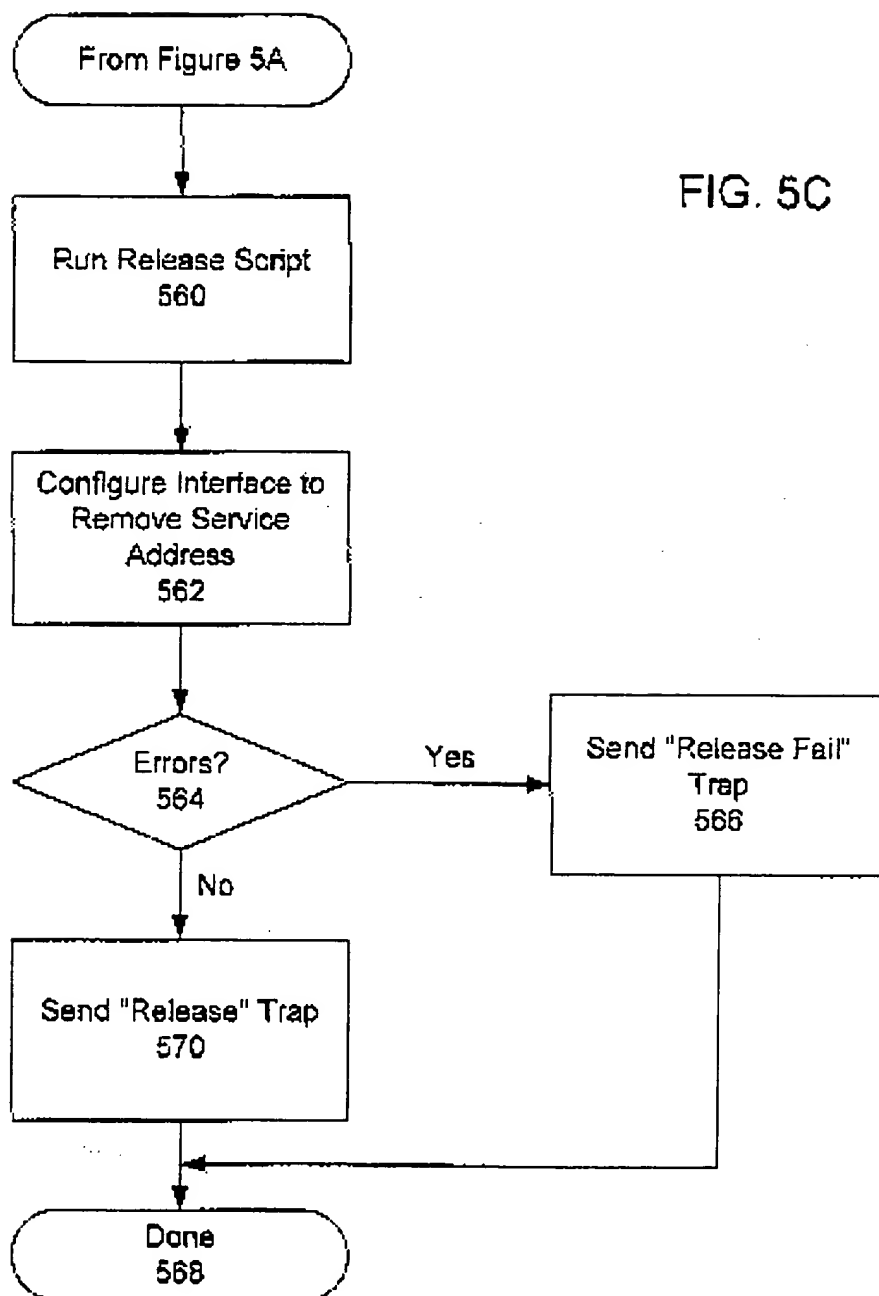 From Figure 5A
FIG. 5C
Run Release Script
560
Configure Interface to
Remove Service
Address
562
Errors?
564
Yes
Send "Release Fail"
Trap
566
No
Send "Release" Trap
570
Done
568